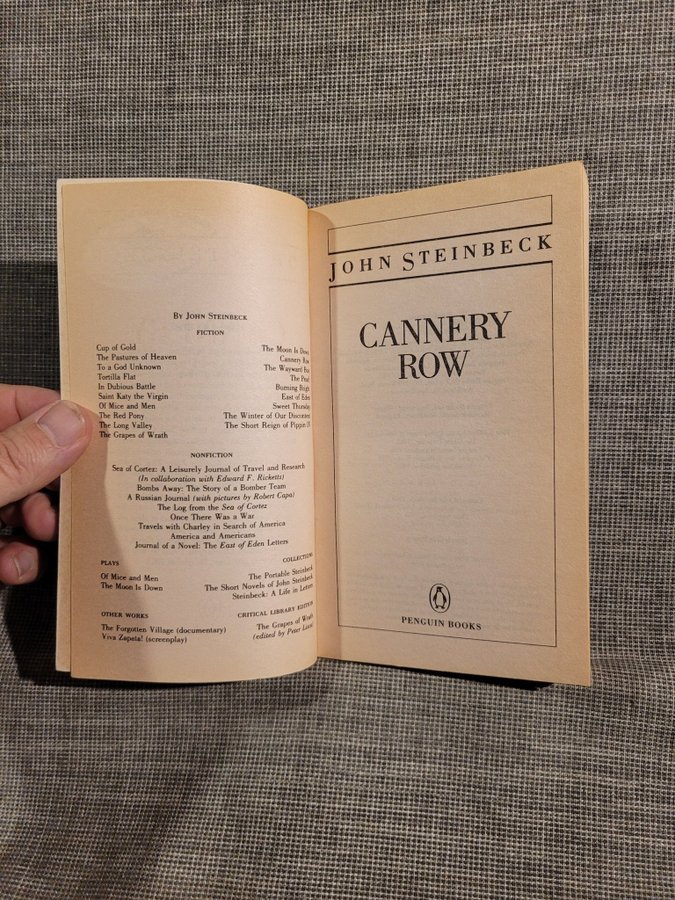 BY JOHN STEINBECK
FICTION
Cup of Gold
The Pastures of Heaven
To a God Unknown
Tortilla Flat
In Dubious Battle
Saint Katy the Virgin
Of Mice and Men
The Red Pony
The Long Valley
The Grapes of Wrath
The Moon Is Down
Cannery Row
The Wayward Bus
The Pearl
Burning Bright
East of Eden
Sweet Thursday
The Winter of Our Discontent
The Short Reign of Pippin
NONFICTION
Sea of Cortez: A Leisurely Journal of Travel and Research
(In collaboration with Edward F. Ricketts)
Bombs Away: The Story of a Bomber Team
A Russian Journal (with pictures by Robert Capa)
The Log from the Sea of Cortez
Once There Was a War
Travels with Charley in Search of America
America and Americans
Journal of a Novel: The East of Eden Letters
PLAYS
Of Mice and Men
The Moon Is Down
COLLECTIONS
The Portable Steinbeck
The Short Novels of John Steinbeck
Steinbeck: A Life in Letters
OTHER WORKS
The Forgotten Village (documentary)
Viva Zapata! (screenplay)
CRITICAL LIBRARY EDITION
The Grapes of Wrath
(edited by Peter
JOHN STEINBECK
CANNERY
ROW
PENGUIN BOOKS